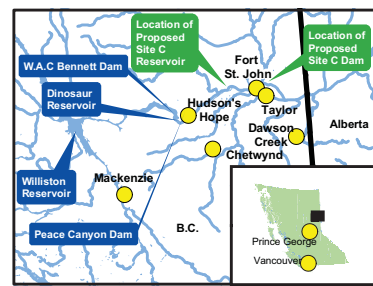 Location of
Proposed
Site C
Reservoir
Fort
St. John
Location of
Proposed
Site C Dam
W.A.C Bennett Dam
Dinosaur
Reservoir
Hudson's
Hope
Taylor
Dawson
Creek
Alberta
Chetwynd
Williston
Reservoir
Mackenzie
B.C.
Peace Canyon Dam
Prince George
Vancouver